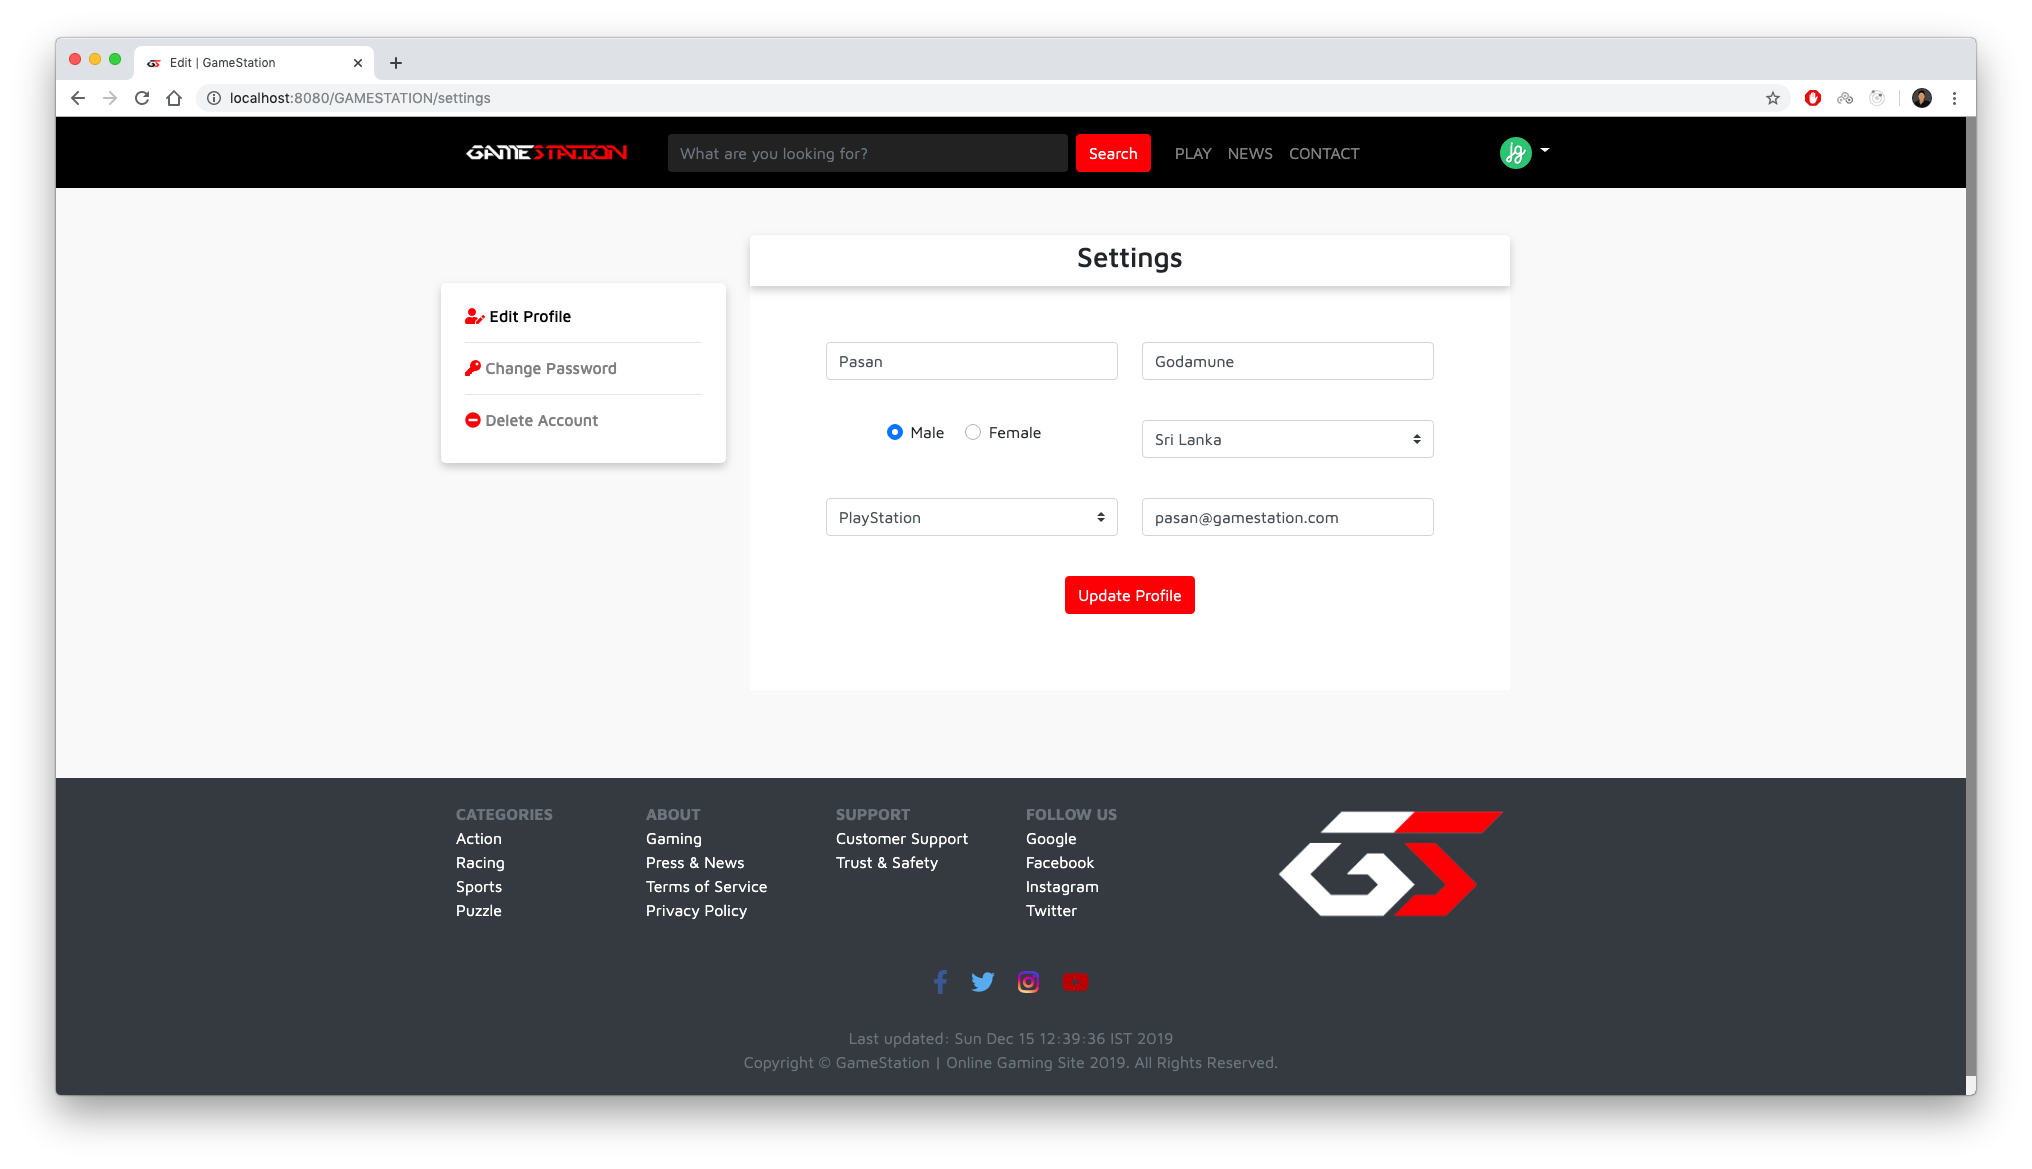 Edit | GameStation
localhost:8080/GAMESTATION/settings
GAMESTATION
What are you looking for?
Search
PLAY
NEWS
CONTACT
jg
Settings
Edit Profile
Change Password
Delete Account
Pasan
Godamune
Male
Female
Sri Lanka
PlayStation
pasan@gamestation.com
Update Profile
CATEGORIES
Action
Racing
Sports
Puzzle
ABOUT
Gaming
Press & News
Terms of Service
Privacy Policy
SUPPORT
Customer Support
Trust & Safety
FOLLOW US
Google
Facebook
Instagram
Twitter
GS
Last updated: Sun Dec 15 12:39:36 IST 2019
Copyright © GameStation | Online Gaming Site 2019. All Rights Reserved.